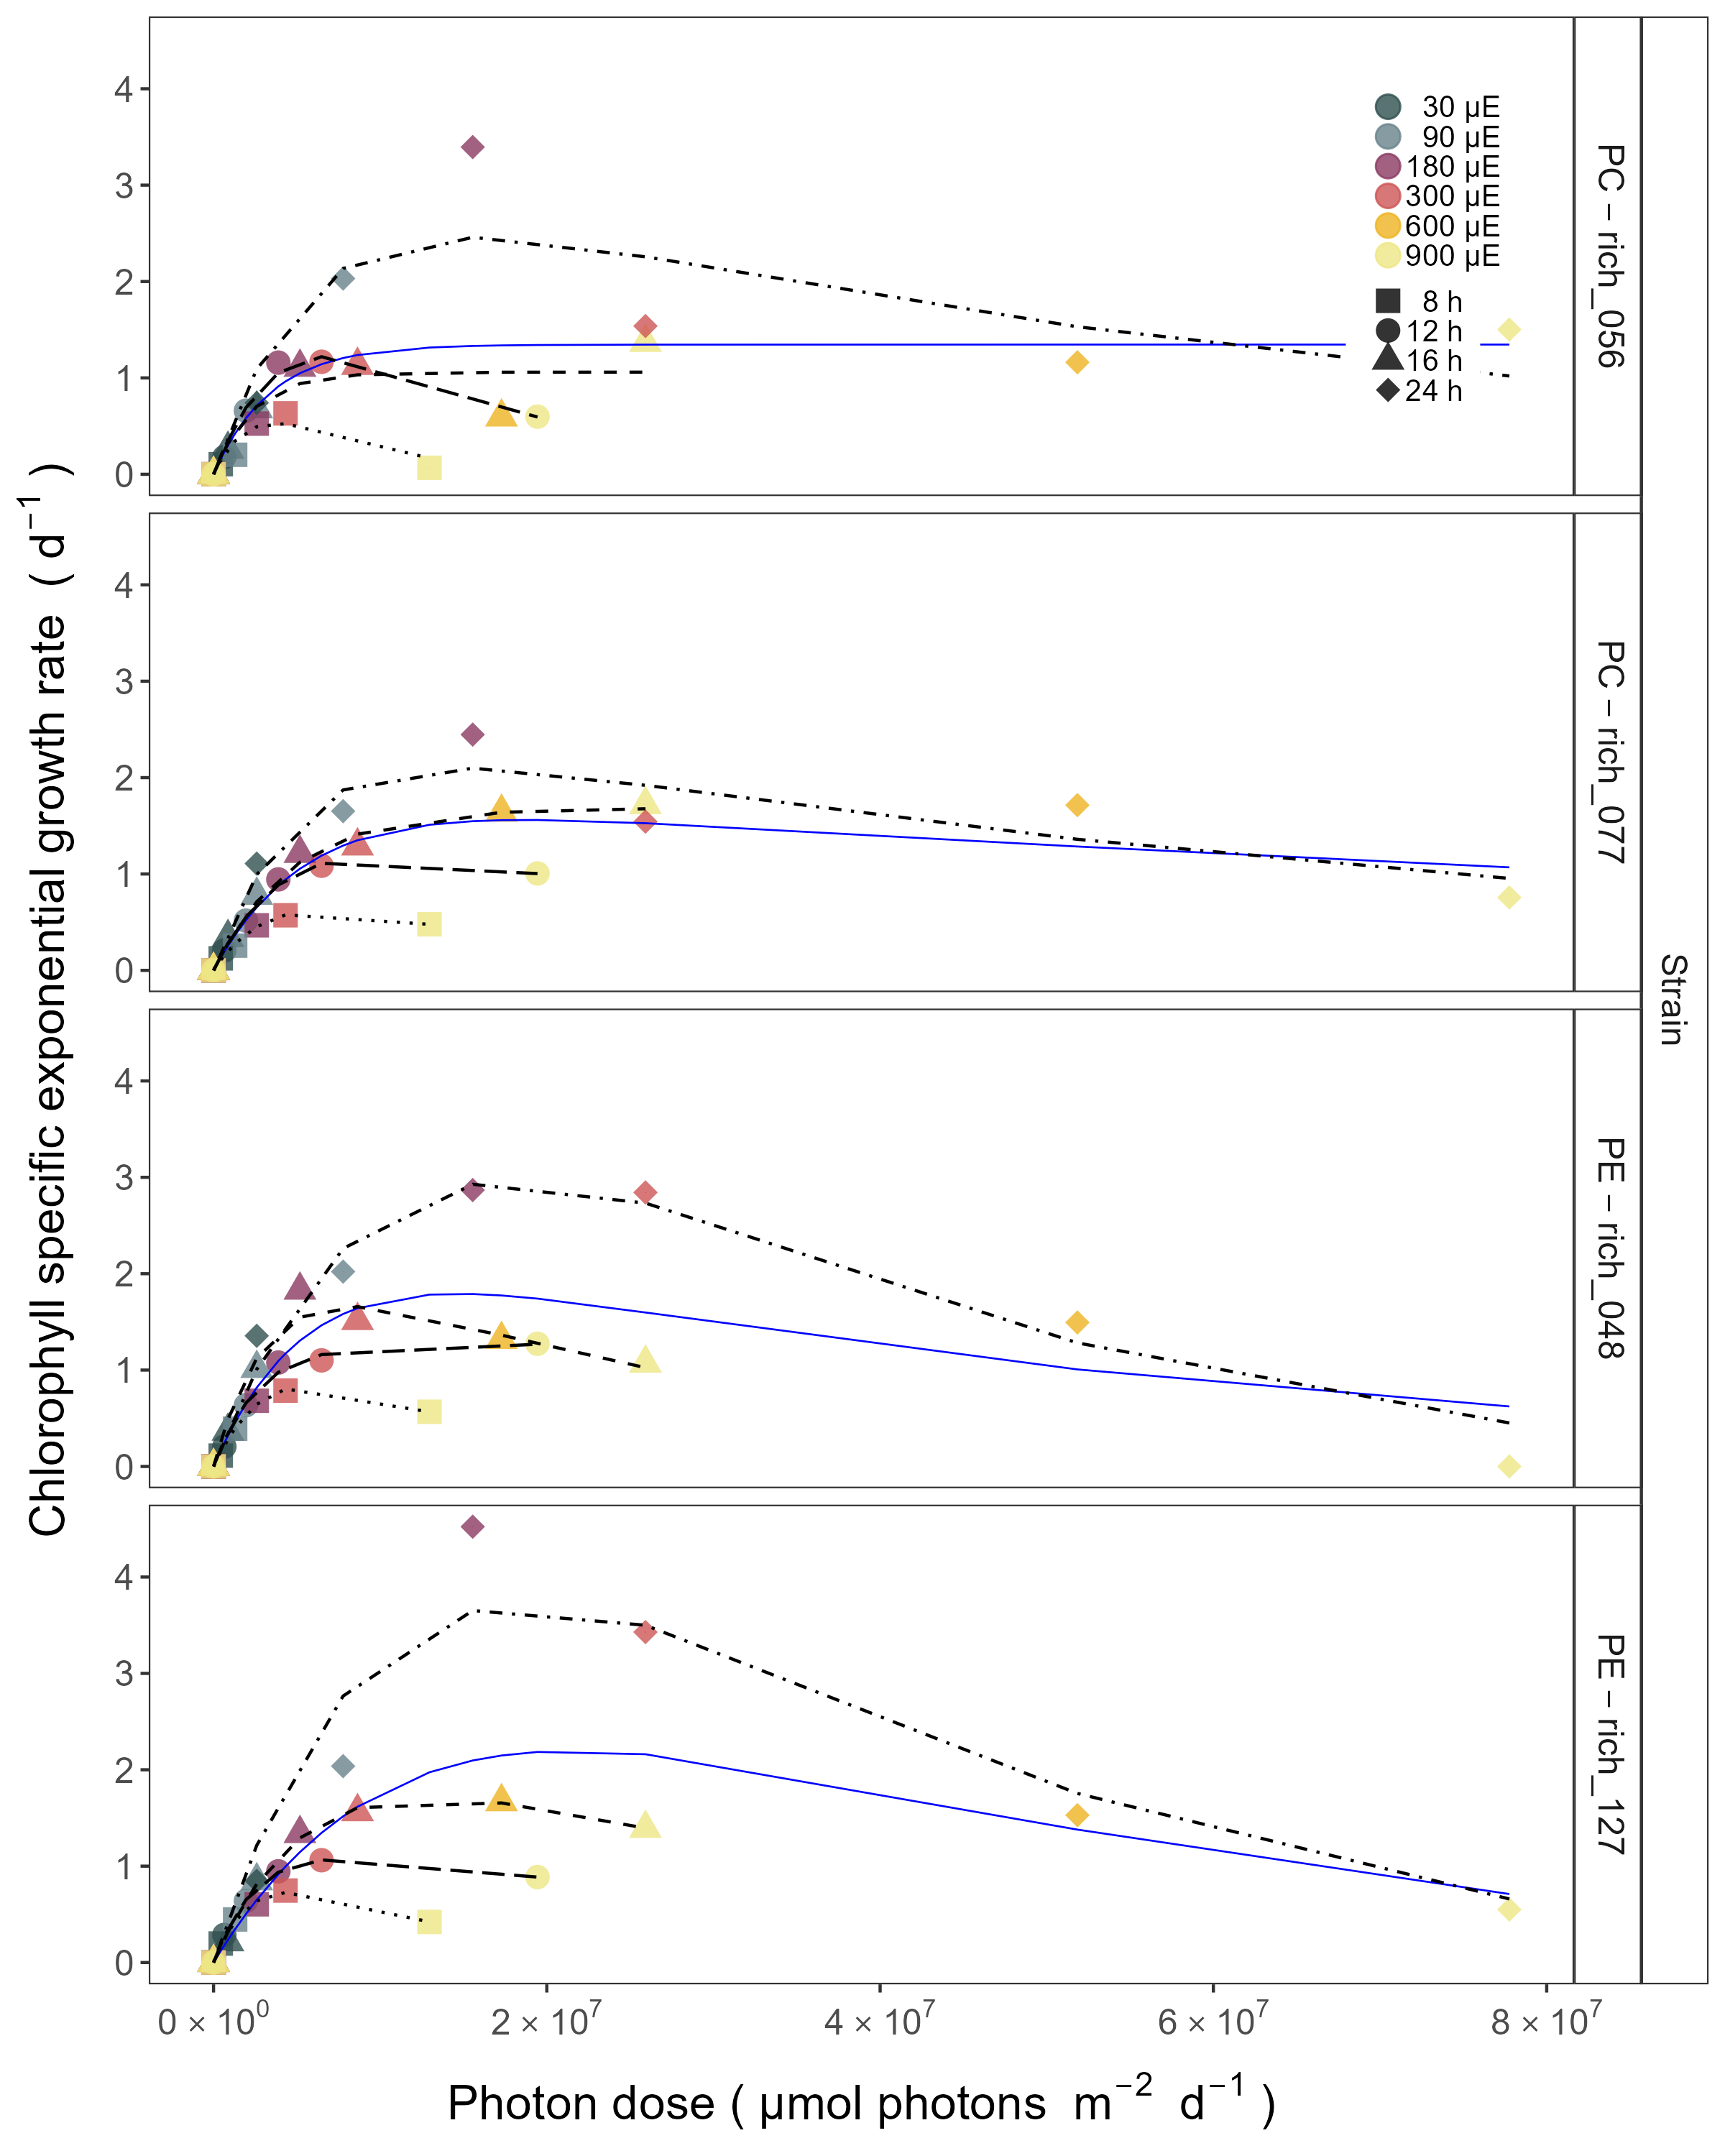 Chlorophyll specific exponential growth rate ( d⁻¹ )
4
3
2
1
0
30 µE
90 µE
180 µE
300 µE
600 µE
900 µE
8 h
12 h
16 h
24 h
PC − rich_056
4
3
2
1
0
PC − rich_077
4
3
2
1
0
PE − rich_048
4
3
2
1
0
PE − rich_127
Strain
0 × 10⁰
2 × 10⁷
4 × 10⁷
6 × 10⁷
8 × 10⁷
Photon dose ( µmol photons m⁻² d⁻¹ )